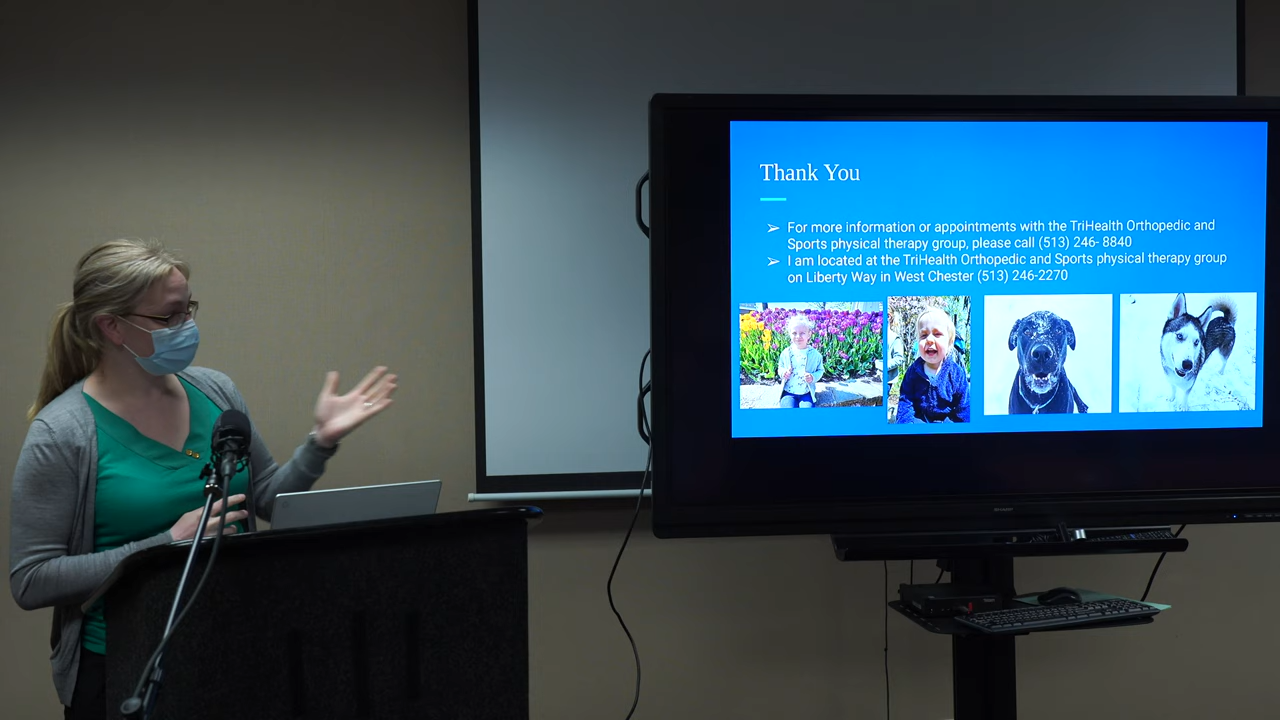 Thank You
➢ For more information or appointments with the TriHealth Orthopedic and
Sports physical therapy group, please call (513) 246- 8840
➢ I am located at the TriHealth Orthopedic and Sports physical therapy group
on Liberty Way in West Chester (513) 246-2270
SHARP